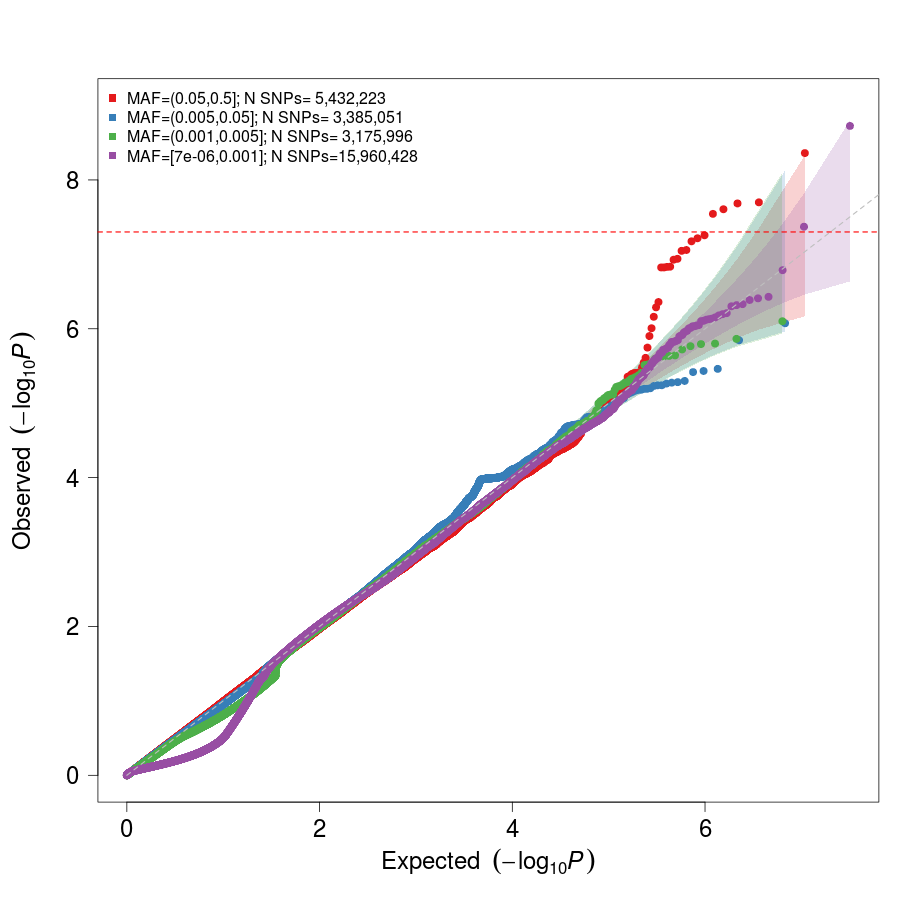 MAF=(0.05,0.5]; N SNPs= 5,432,223
MAF=(0.005,0.05]; N SNPs= 3,385,051
MAF=(0.001,0.005]; N SNPs= 3,175,996
MAF=[7e-06,0.001]; N SNPs=15,960,428
8
6
4
2
0
Observed (−log10P)
0 2 4 6
Expected (−log10P)